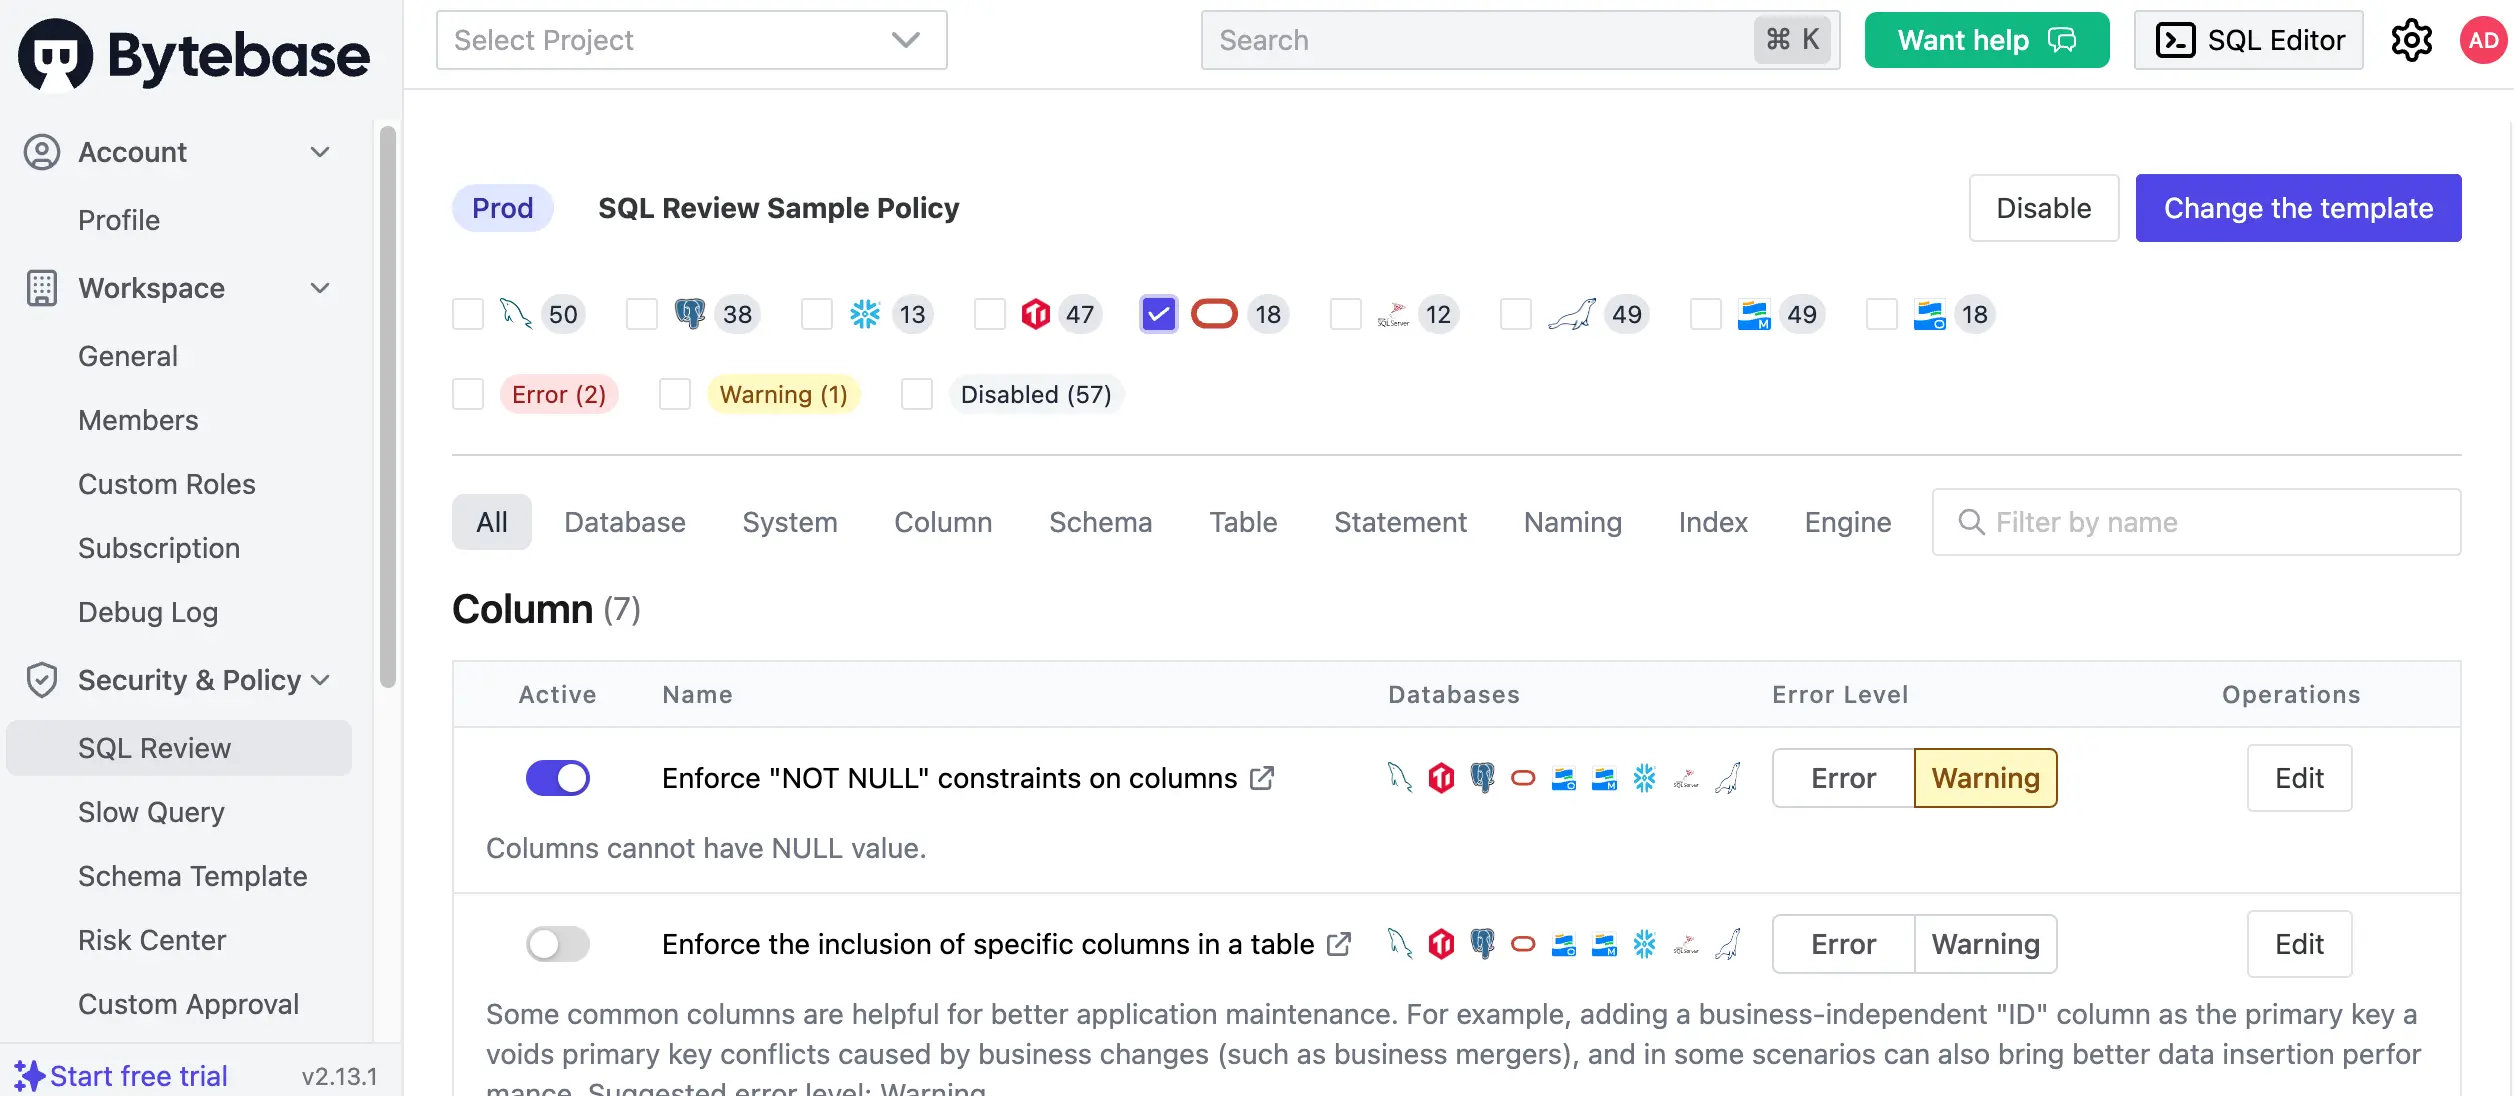 Bytebase
Select Project
Search
⌘ K
Want help
SQL Editor
AD
Account
Profile
Workspace
General
Members
Custom Roles
Subscription
Debug Log
Security & Policy
SQL Review
Slow Query
Schema Template
Risk Center
Custom Approval
Start free trial
v2.13.1
Prod
SQL Review Sample Policy
Disable
Change the template
50
38
13
47
18
SQL Server
12
49
M
49
O
18
Error (2)
Warning (1)
Disabled (57)
All
Database
System
Column
Schema
Table
Statement
Naming
Index
Engine
Filter by name
Column (7)
Active
Name
Databases
Error Level
Operations
Enforce "NOT NULL" constraints on columns
Error
Warning
Edit
Columns cannot have NULL value.
Enforce the inclusion of specific columns in a table
Error
Warning
Edit
Some common columns are helpful for better application maintenance. For example, adding a business-independent "ID" column as the primary key a
voids primary key conflicts caused by business changes (such as business mergers), and in some scenarios can also bring better data insertion perfor
mance. Suggested error level: Warning